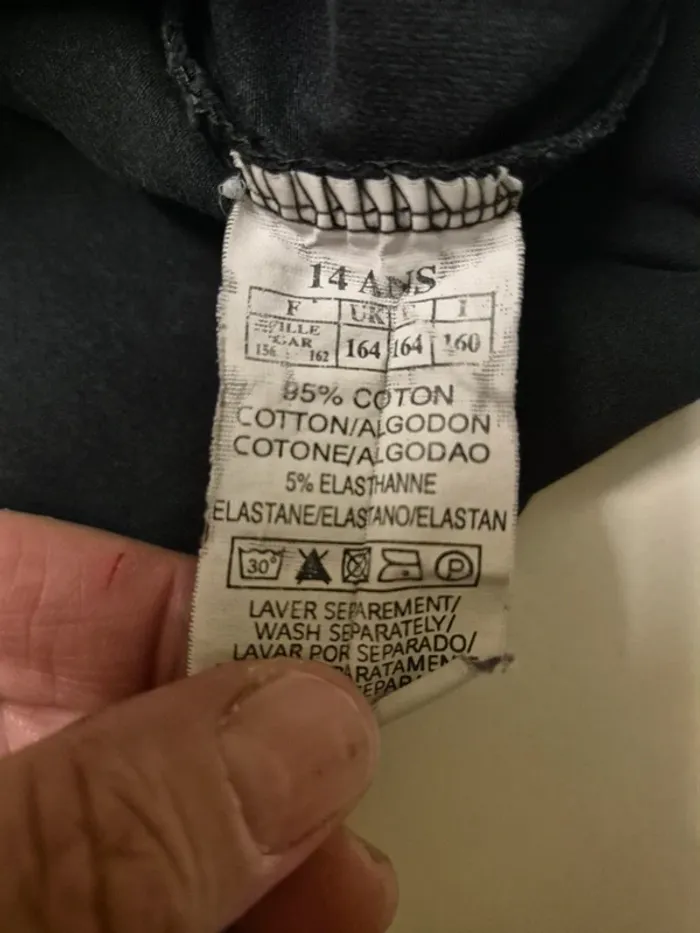 14 ANS
F UK E I
FILLE
GAR
156 162 164 164 160
95% COTON
COTTON/ALGODON
COTONE/ALGODAO
5% ELASTHANNE
ELASTANE/ELASTANO/ELASTAN
30° P
LAVER SEPAREMENT/
WASH SEPARATELY/
LAVAR POR SEPARADO/